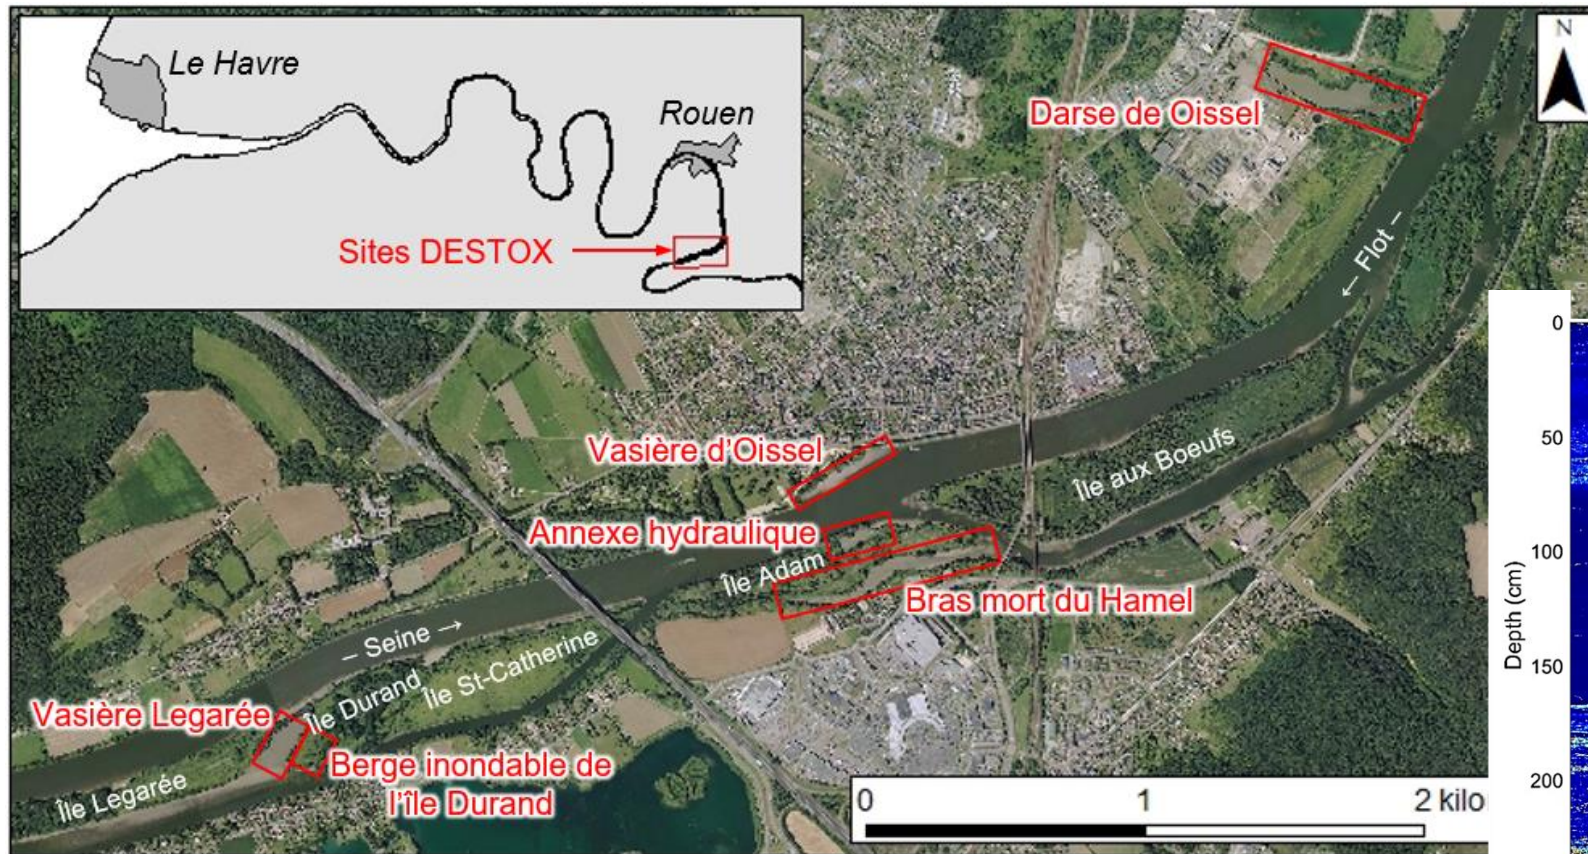 Le Havre
Rouen
Sites DESTOX
N
Darse de Oissel
← Flot –
Vasière d'Oissel
Île aux Boeufs
Annexe hydraulique
Île Adam
Bras mort du Hamel
– Seine →
Île St-Catherine
Île Durand
Vasière Legarée
Berge inondable de
l'île Durand
Île Legarée
0
1
2 kilo
0
50
100
150
200
Depth (cm)